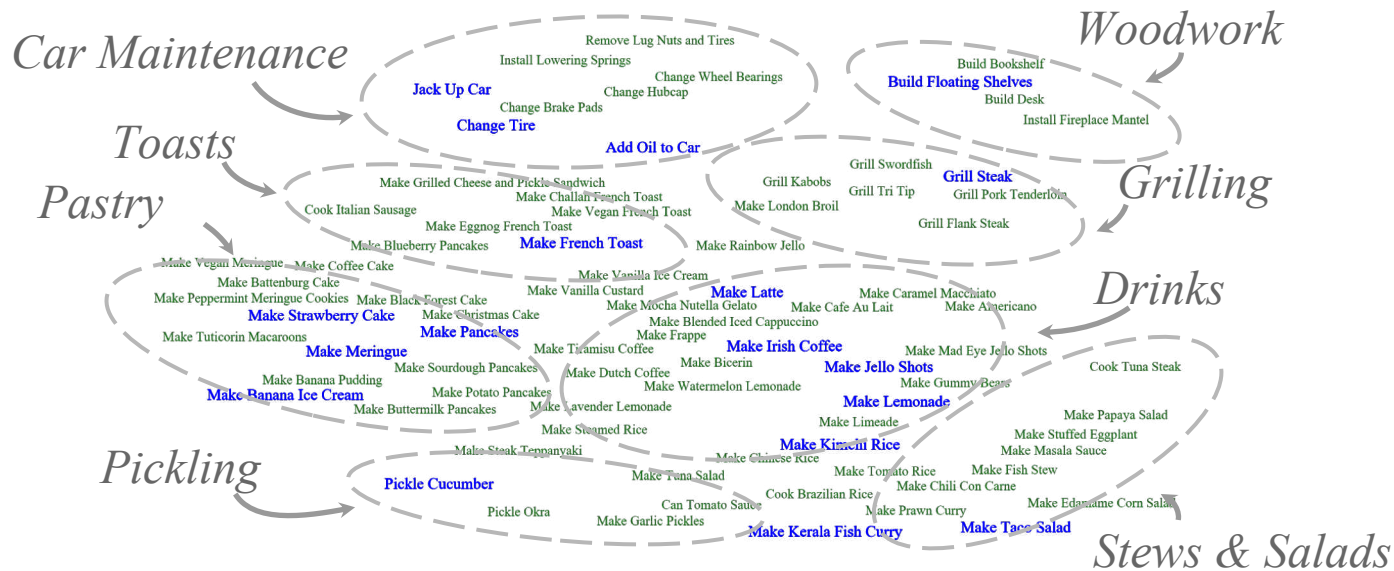 Car Maintenance
Remove Lug Nuts and Tires
Install Lowering Springs
Change Wheel Bearings
Jack Up Car
Change Hubcap
Change Brake Pads
Change Tire
Add Oil to Car
Woodwork
Build Bookshelf
Build Floating Shelves
Build Desk
Install Fireplace Mantel
Toasts
Make Grilled Cheese and Pickle Sandwich
Make Challah French Toast
Cook Italian Sausage
Make Vegan French Toast
Make Eggnog French Toast
Make Blueberry Pancakes
Make French Toast
Grilling
Grill Swordfish
Grill Steak
Grill Kabobs
Grill Tri Tip
Grill Pork Tenderloin
Make London Broil
Grill Flank Steak
Make Rainbow Jello
Pastry
Make Vegan Meringue
Make Coffee Cake
Make Battenburg Cake
Make Peppermint Meringue Cookies
Make Black Forest Cake
Make Strawberry Cake
Make Christmas Cake
Make Pancakes
Make Tuticorin Macaroons
Make Meringue
Make Sourdough Pancakes
Make Banana Pudding
Make Banana Ice Cream
Make Potato Pancakes
Make Buttermilk Pancakes
Drinks
Make Vanilla Ice Cream
Make Vanilla Custard
Make Latte
Make Caramel Macchiato
Make Mocha Nutella Gelato
Make Cafe Au Lait
Make Americano
Make Blended Iced Cappuccino
Make Frappe
Make Irish Coffee
Make Tiramisu Coffee
Make Mad Eye Jello Shots
Make Bicerin
Make Jello Shots
Make Dutch Coffee
Make Watermelon Lemonade
Make Gummy Bears
Make Lavender Lemonade
Make Lemonade
Make Limeade
Make Steamed Rice
Make Kimchi Rice
Make Steak Teppanyaki
Make Chinese Rice
Pickling
Make Tuna Salad
Pickle Cucumber
Can Tomato Sauce
Pickle Okra
Make Garlic Pickles
Make Tomato Rice
Cook Brazilian Rice
Make Kerala Fish Curry
Cook Tuna Steak
Make Papaya Salad
Make Stuffed Eggplant
Make Masala Sauce
Make Fish Stew
Make Chili Con Carne
Make Edamame Corn Salad
Make Prawn Curry
Make Taco Salad
Stews & Salads